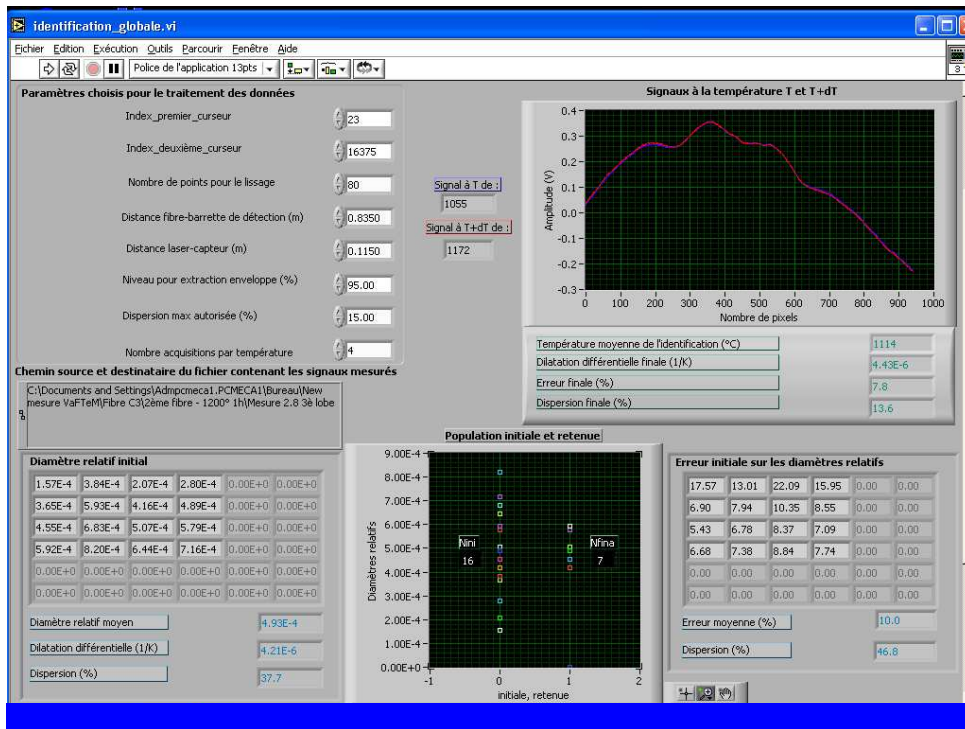 identification_globale.vi
Fichier Edition Exécution Outils Parcourir Fenêtre Aide
Police de l'application 13pts
Paramètres choisis pour le traitement des données
Index_premier_curseur 23
Index_deuxième_curseur 16375
Nombre de points pour le lissage 80
Distance fibre-barrette de détection (m) 0.8350
Distance laser-capteur (m) 0.1150
Niveau pour extraction enveloppe (%) 95.00
Dispersion max autorisée (%) 15.00
Nombre acquisitions par température 4
Signal à T de :
1055
Signal à T+dT de :
1172
Signaux à la température T et T+dT
Amplitude (V)
0.4
0.3
0.2
0.1
0.0
-0.1
-0.2
-0.3
0 100 200 300 400 500 600 700 800 900 1000
Nombre de pixels
Température moyenne de l'identification (°C) 1114
Dilatation différentielle finale (1/K) 4.43E-6
Erreur finale (%) 7.8
Dispersion finale (%) 13.6
Chemin source et destinataire du fichier contenant les signaux mesurés
C:\Documents and Settings\Admpcmeca1.PCMECA1\Bureau\New
mesure VaFTeM\Fibre C3\2ème fibre - 1200° 1h\Mesure 2.8 3è lobe
Diamètre relatif initial
1.57E-4 3.84E-4 2.07E-4 2.80E-4 0.00E+0 0.00E+0
3.65E-4 5.93E-4 4.16E-4 4.89E-4 0.00E+0 0.00E+0
4.55E-4 6.83E-4 5.07E-4 5.79E-4 0.00E+0 0.00E+0
5.92E-4 8.20E-4 6.44E-4 7.16E-4 0.00E+0 0.00E+0
0.00E+0 0.00E+0 0.00E+0 0.00E+0 0.00E+0 0.00E+0
0.00E+0 0.00E+0 0.00E+0 0.00E+0 0.00E+0 0.00E+0
Diamètre relatif moyen 4.93E-4
Dilatation différentielle (1/K) 4.21E-6
Dispersion (%) 37.7
Population initiale et retenue
Diamètres relatifs
9.00E-4
8.00E-4
7.00E-4
6.00E-4
5.00E-4
4.00E-4
3.00E-4
2.00E-4
1.00E-4
0.00E+0
Nini
16
Nfina
7
-1 0 1 2
initiale, retenue
Erreur initiale sur les diamètres relatifs
17.57 13.01 22.09 15.95 0.00 0.00
6.90 7.94 10.35 8.55 0.00 0.00
5.43 6.78 8.37 7.09 0.00 0.00
6.68 7.38 8.84 7.74 0.00 0.00
0.00 0.00 0.00 0.00 0.00 0.00
0.00 0.00 0.00 0.00 0.00 0.00
Erreur moyenne (%) 10.0
Dispersion (%) 46.8